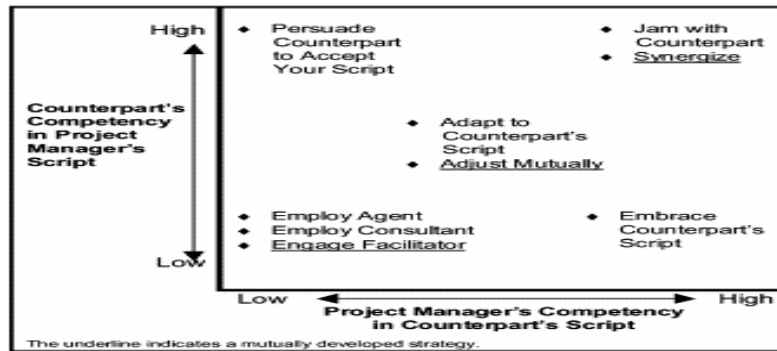 High
Counterpart's
Competency
in Project
Manager's
Script
Low
◆ Persuade
Counterpart
to Accept
Your Script
◆ Jam with
Counterpart
◆ Synergize
◆ Adapt to
Counterpart's
Script
◆ Adjust Mutually
◆ Employ Agent
◆ Employ Consultant
◆ Engage Facilitator
◆ Embrace
Counterpart's
Script
Low
High
Project Manager's Competency
in Counterpart's Script
The underline indicates a mutually developed strategy.